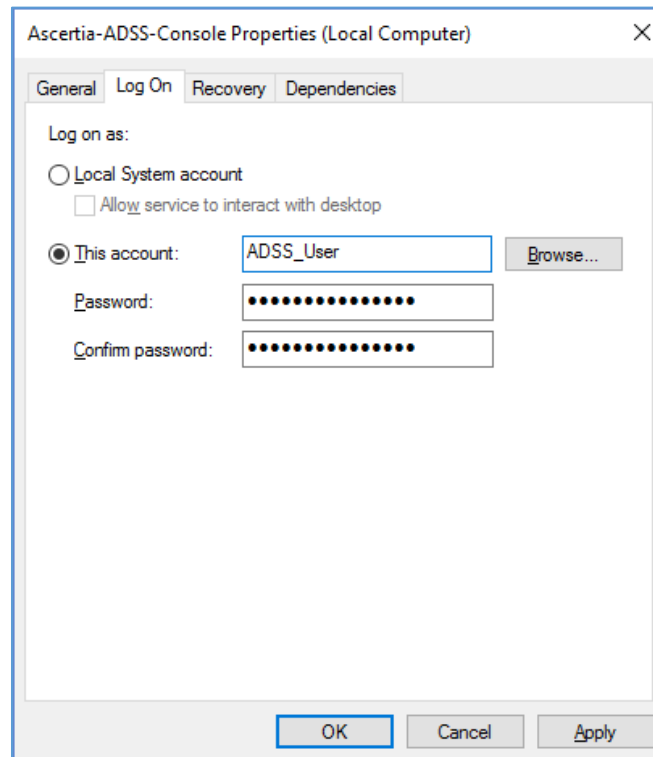 Ascertia-ADSS-Console Properties (Local Computer)
General Log On Recovery Dependencies
Log on as:
Local System account
Allow service to interact with desktop
This account: ADSS_User Browse...
Password: ●●●●●●●●●●●●●●●
Confirm password: ●●●●●●●●●●●●●●●
OK Cancel Apply